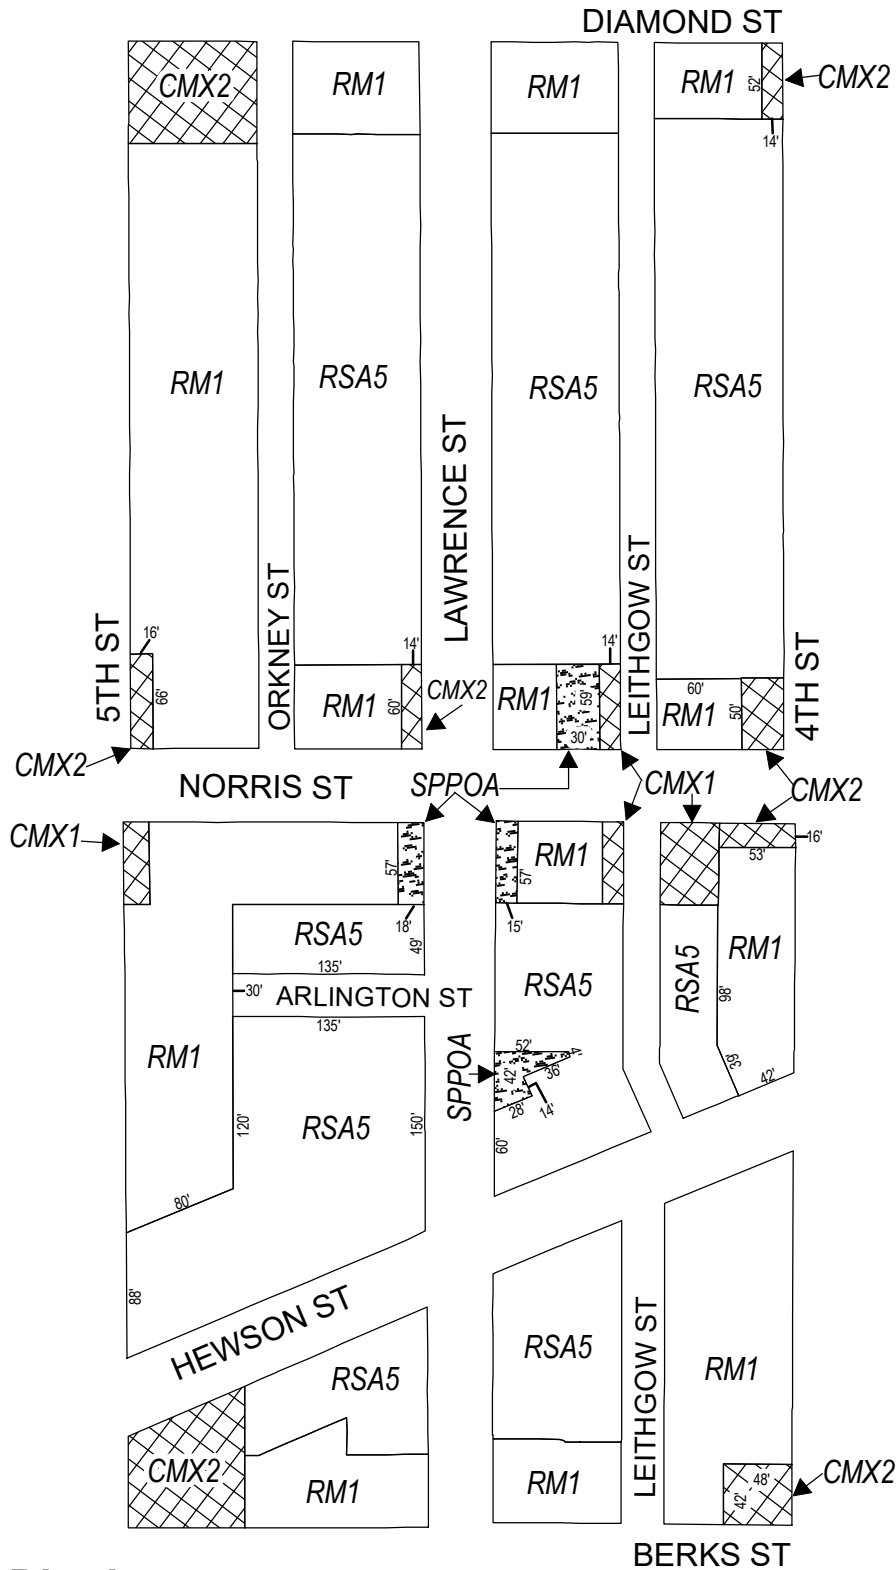 DIAMOND ST
CMX2
RM1
RM1
RM1
52'
CMX2
14'
RM1
RSA5
RSA5
RSA5
5TH ST
ORKNEY ST
LAWRENCE ST
LEITHGOW ST
4TH ST
16'
66'
14'
14'
60'
RM1
60'
CMX2
RM1
59'
30'
RM1
50'
CMX2
NORRIS ST
SPPOA
CMX1
CMX2
CMX1
57'
18'
57'
15'
RM1
16'
53'
RSA5
49'
135'
30'
ARLINGTON ST
135'
RSA5
RSA5
RM1
98'
39'
42'
RM1
RSA5
120'
150'
80'
88'
SPPOA
52'
4'
42'
36'
28'
14'
60'
HEWSON ST
RSA5
RSA5
LEITHGOW ST
RM1
CMX2
RM1
RM1
48'
42'
CMX2
BERKS ST